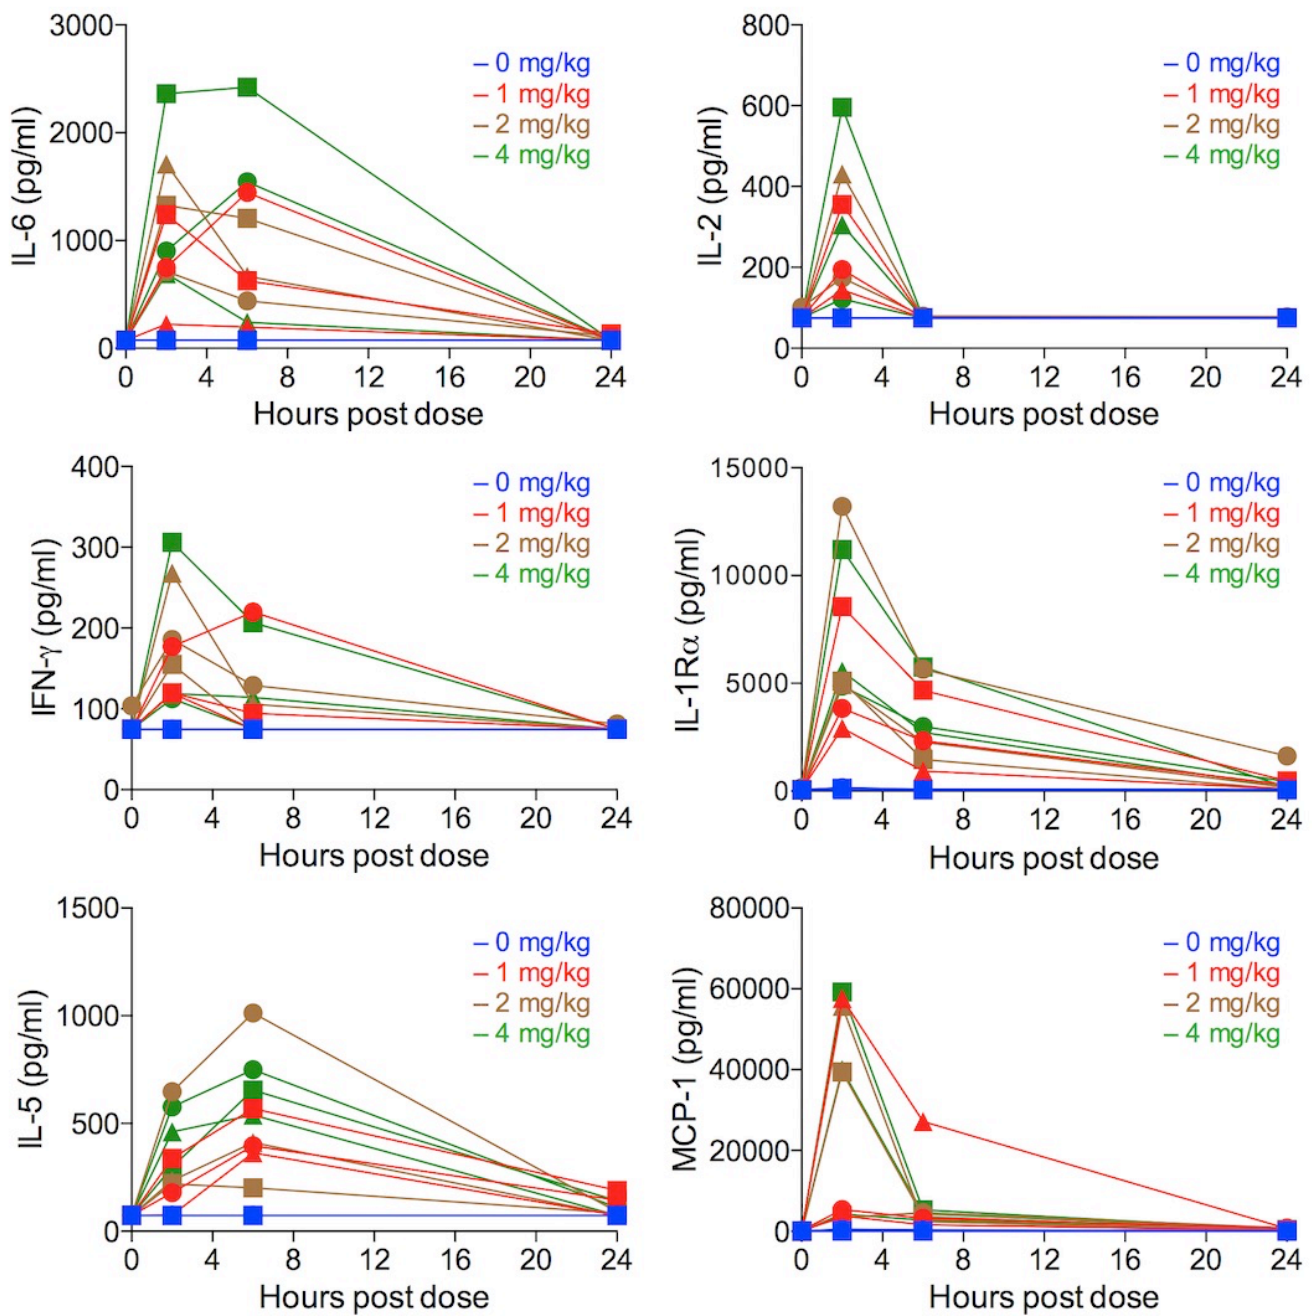 IL-6 (pg/ml)
3000
2000
1000
0
0 4 8 12 16 20 24
Hours post dose
– 0 mg/kg
– 1 mg/kg
– 2 mg/kg
– 4 mg/kg
IL-2 (pg/ml)
800
600
400
200
0
0 4 8 12 16 20 24
Hours post dose
– 0 mg/kg
– 1 mg/kg
– 2 mg/kg
– 4 mg/kg
IFN-γ (pg/ml)
400
300
200
100
0
0 4 8 12 16 20 24
Hours post dose
– 0 mg/kg
– 1 mg/kg
– 2 mg/kg
– 4 mg/kg
IL-1Rα (pg/ml)
15000
10000
5000
0
0 4 8 12 16 20 24
Hours post dose
– 0 mg/kg
– 1 mg/kg
– 2 mg/kg
– 4 mg/kg
IL-5 (pg/ml)
1500
1000
500
0
0 4 8 12 16 20 24
Hours post dose
– 0 mg/kg
– 1 mg/kg
– 2 mg/kg
– 4 mg/kg
MCP-1 (pg/ml)
80000
60000
40000
20000
0
0 4 8 12 16 20 24
Hours post dose
– 0 mg/kg
– 1 mg/kg
– 2 mg/kg
– 4 mg/kg